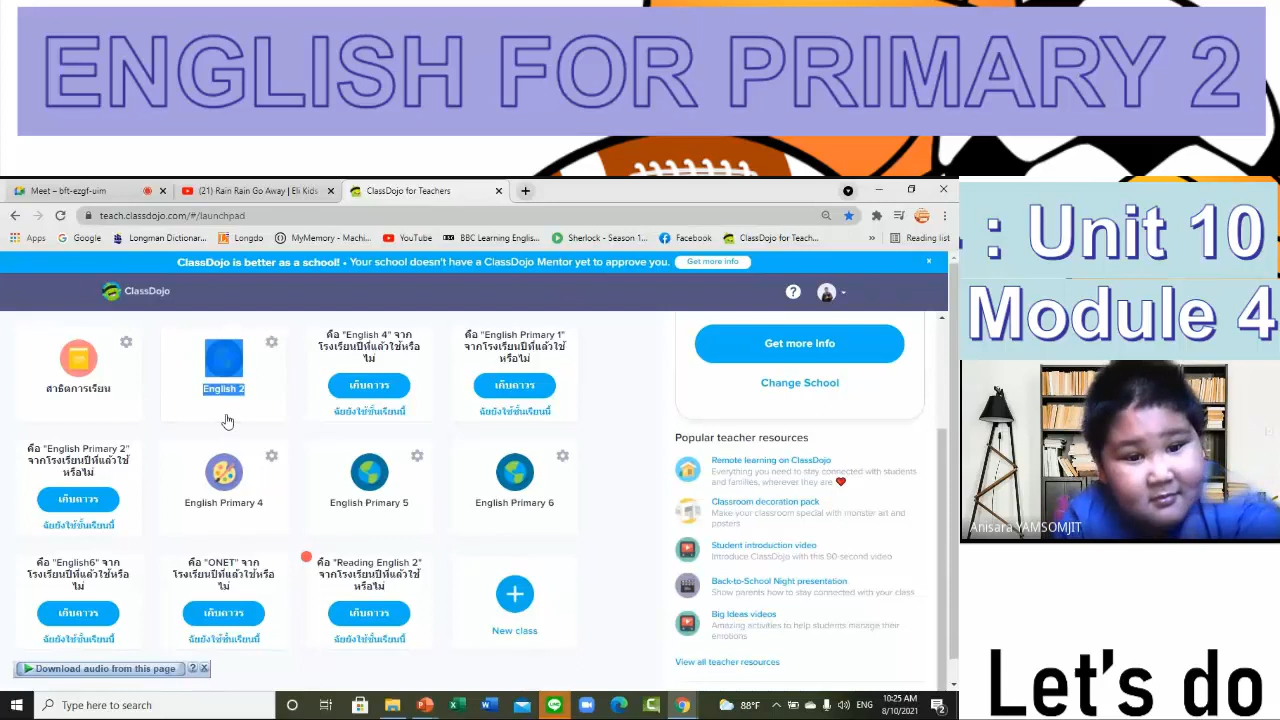 ENGLISH FOR PRIMARY 2
Meet – bft-ezgf-uim
(21) Rain Rain Go Away | Eli Kids
ClassDojo for Teachers
teach.classdojo.com/#/launchpad
Apps
Google
Longman Dictionary...
Longdo
MyMemory - Machi...
YouTube
BBC Learning Englis...
Sherlock - Season 1...
Facebook
ClassDojo for Teach...
Reading list
ClassDojo is better as a school! • Your school doesn't have a ClassDojo Mentor yet to approve you.
Get more info
ClassDojo
สาธิตการเรียน
English 2
คือ "English 4" จาก
โรงเรียนปีที่แล้วใช้หรือ
ไม่
เก็บถาวร
ฉันยังใช้ชั้นเรียนนี้
คือ "English Primary 1"
จากโรงเรียนปีที่แล้วใช้
หรือไม่
เก็บถาวร
ฉันยังใช้ชั้นเรียนนี้
คือ "English Primary 2"
จากโรงเรียนปีที่แล้วใช้
หรือไม่
เก็บถาวร
ฉันยังใช้ชั้นเรียนนี้
English Primary 4
English Primary 5
English Primary 6
โรงเรียนปีที่แล้วใช้หรือ
ไม่
เก็บถาวร
ฉันยังใช้ชั้นเรียนนี้
คือ "ONET" จาก
โรงเรียนปีที่แล้วใช้หรือ
ไม่
เก็บถาวร
ฉันยังใช้ชั้นเรียนนี้
คือ "Reading English 2"
จากโรงเรียนปีที่แล้วใช้
หรือไม่
เก็บถาวร
ฉันยังใช้ชั้นเรียนนี้
New class
Get more info
Change School
Popular teacher resources
Remote learning on ClassDojo
Everything you need to stay connected with students
and families, wherever they are
Classroom decoration pack
Make your classroom special with monster art and
posters
Student introduction video
Introduce ClassDojo with this 90-second video
Back-to-School Night presentation
Show parents how to stay connected with your class
Big Ideas videos
Amazing activities to help students manage their
emotions
View all teacher resources
Download audio from this page
Type here to search
88°F
ENG
10:25 AM
8/10/2021
2
: Unit 10
Module 4
Anisara YAMSOMJIT
Let's do